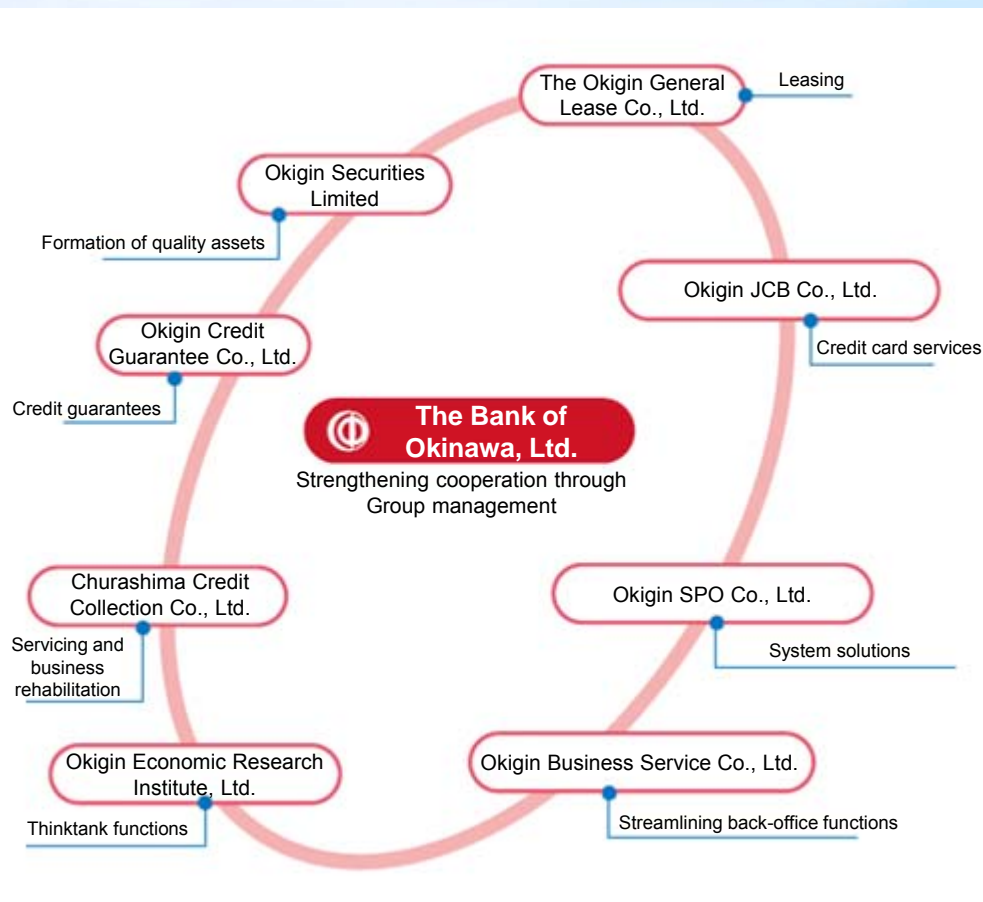 The Okigin General
Lease Co., Ltd.
Leasing
Okigin Securities
Limited
Formation of quality assets
Okigin JCB Co., Ltd.
Credit card services
Okigin Credit
Guarantee Co., Ltd.
Credit guarantees
The Bank of
Okinawa, Ltd.
Strengthening cooperation through
Group management
Churashima Credit
Collection Co., Ltd.
Servicing and
business
rehabilitation
Okigin SPO Co., Ltd.
System solutions
Okigin Economic Research
Institute, Ltd.
Thinktank functions
Okigin Business Service Co., Ltd.
Streamlining back-office functions